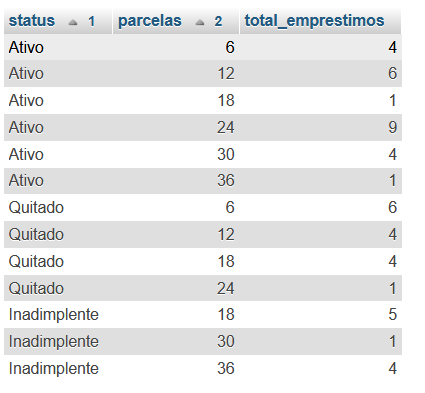 status 1 parcelas 2 total_emprestimos
Ativo 6 4
Ativo 12 6
Ativo 18 1
Ativo 24 9
Ativo 30 4
Ativo 36 1
Quitado 6 6
Quitado 12 4
Quitado 18 4
Quitado 24 1
Inadimplente 18 5
Inadimplente 30 1
Inadimplente 36 4